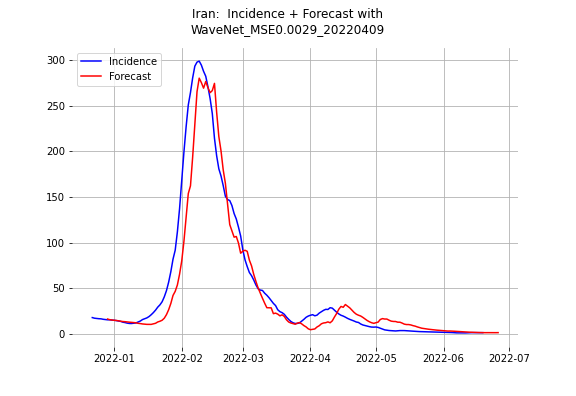 Iran:  Incidence + Forecast with
WaveNet_MSE0.0029_20220409
Incidence
Forecast
300
250
200
150
100
50
0
2022-01 2022-02 2022-03 2022-04 2022-05 2022-06 2022-07